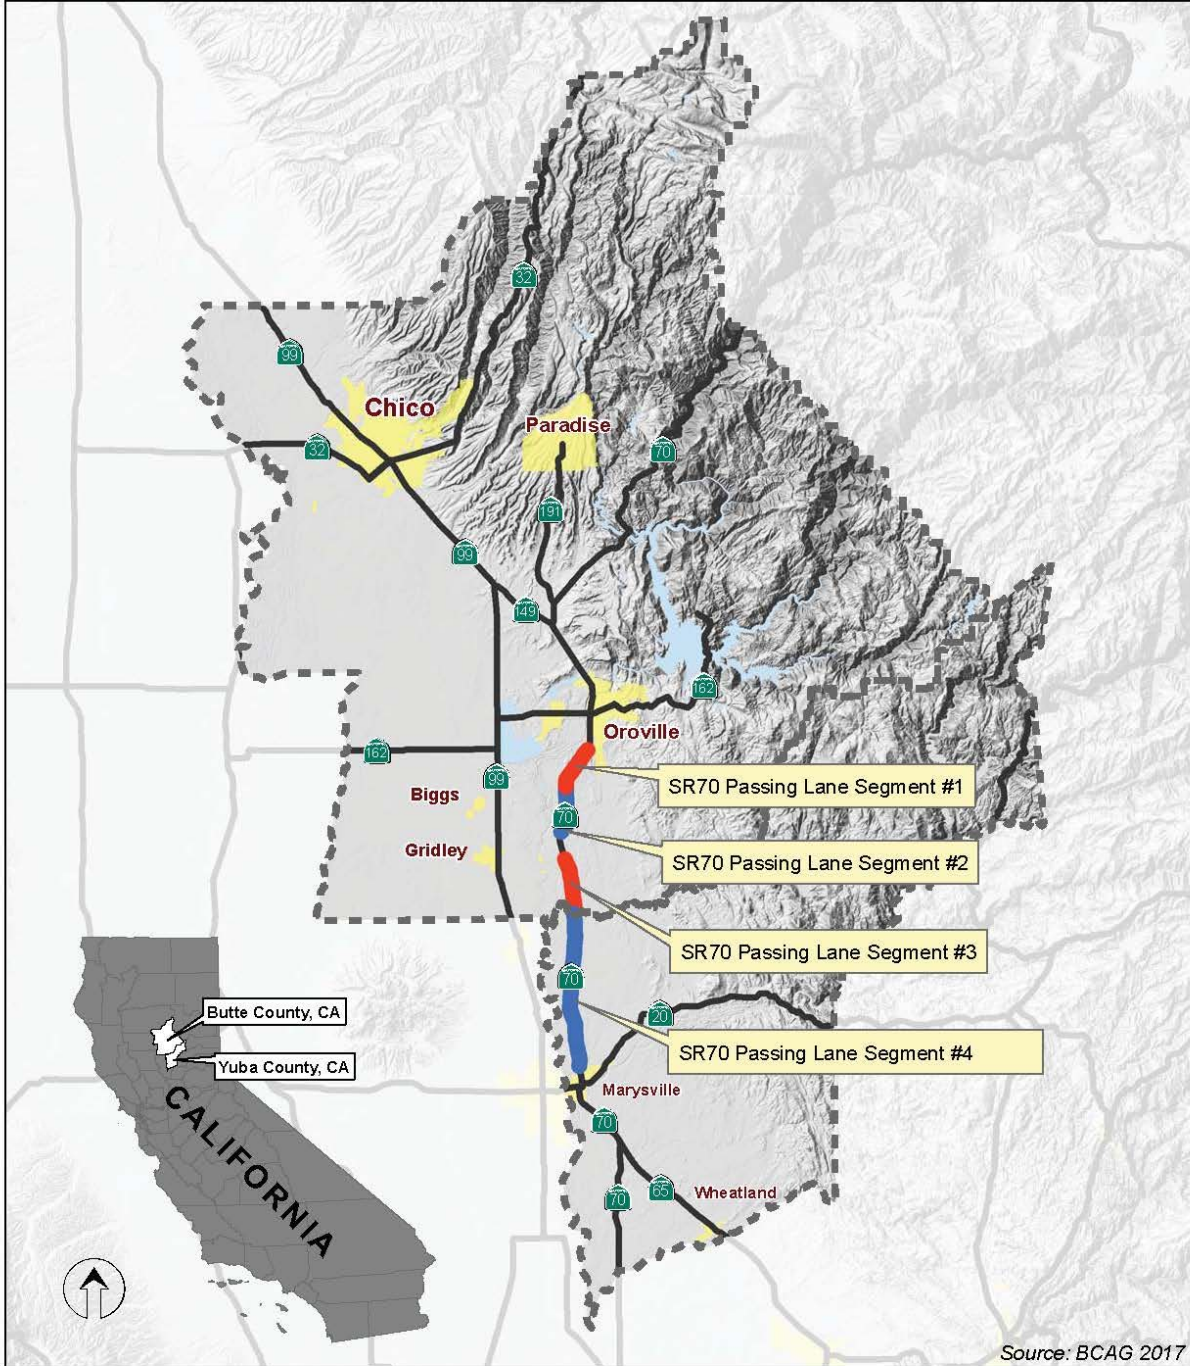 32
99
Chico
Paradise
32
70
191
99
149
162
Oroville
162
99
SR70 Passing Lane Segment #1
Biggs
70
Gridley
SR70 Passing Lane Segment #2
SR70 Passing Lane Segment #3
70
Butte County, CA
20
SR70 Passing Lane Segment #4
Yuba County, CA
Marysville
CALIFORNIA
70
70
65
Wheatland
Source: BCAG 2017